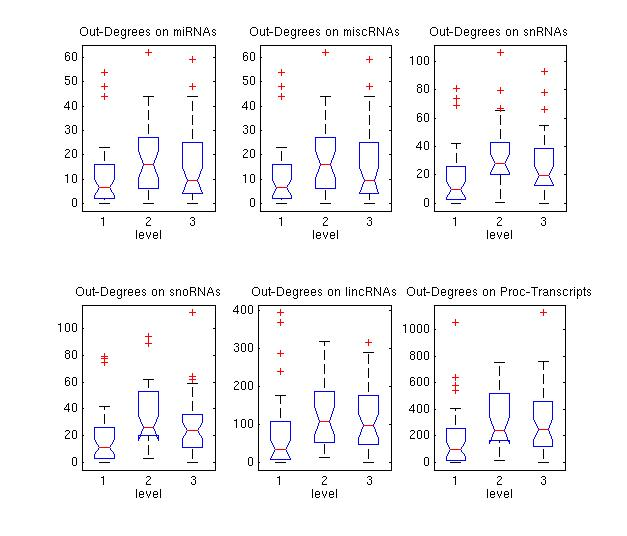 Out-Degrees on miRNAs
60
50
40
30
20
10
0
1 2 3
level
Out-Degrees on miscRNAs
60
50
40
30
20
10
0
1 2 3
level
Out-Degrees on snRNAs
100
80
60
40
20
0
1 2 3
level
Out-Degrees on snoRNAs
100
80
60
40
20
0
1 2 3
level
Out-Degrees on lincRNAs
400
300
200
100
0
1 2 3
level
Out-Degrees on Proc-Transcripts
1000
800
600
400
200
0
1 2 3
level